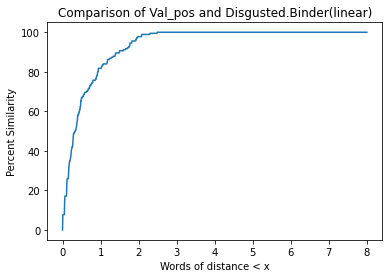 Comparison of Val_pos and Disgusted.Binder(linear)
100
80
60
40
20
0
Percent Similarity
0 1 2 3 4 5 6 7 8
Words of distance < x